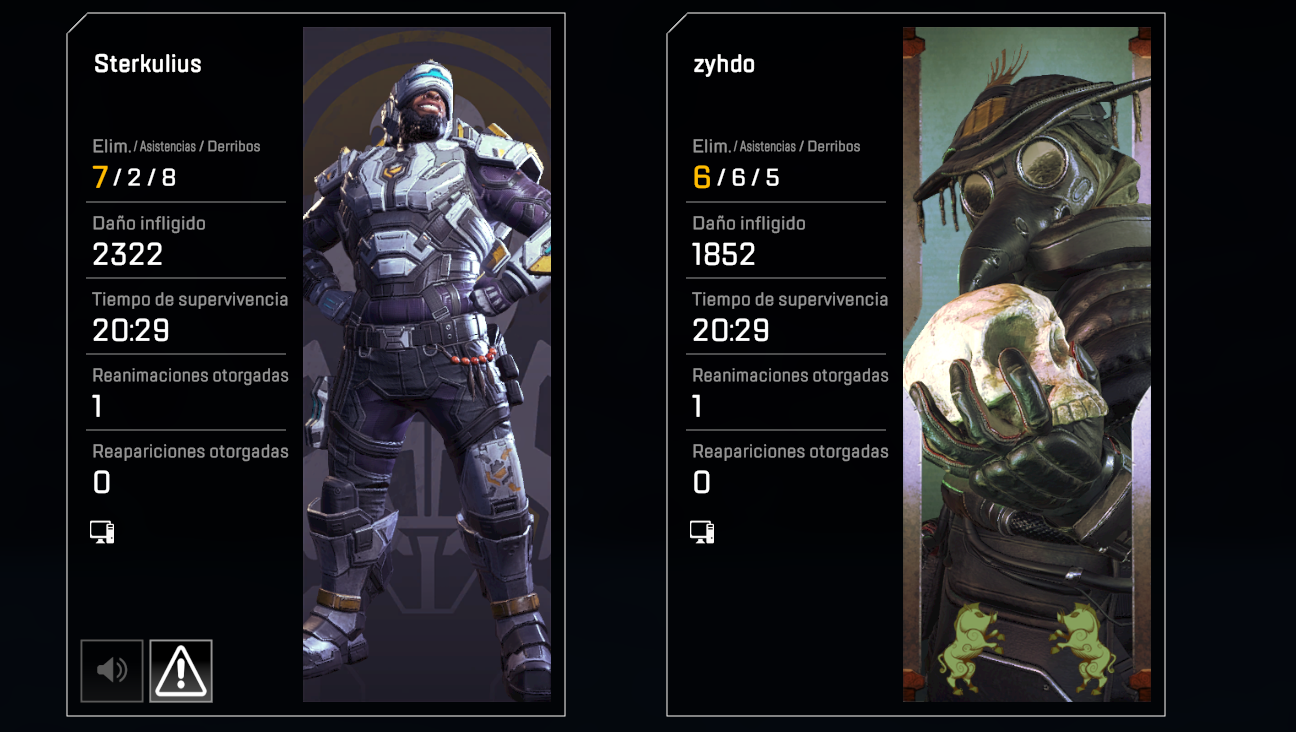 Sterkulius
Elim./Asistencias / Derribos
7 / 2 / 8
Daño infligido
2322
Tiempo de supervivencia
20:29
Reanimaciones otorgadas
1
Reapariciones otorgadas
0
zyhdo
Elim./Asistencias / Derribos
6 / 6 / 5
Daño infligido
1852
Tiempo de supervivencia
20:29
Reanimaciones otorgadas
1
Reapariciones otorgadas
0